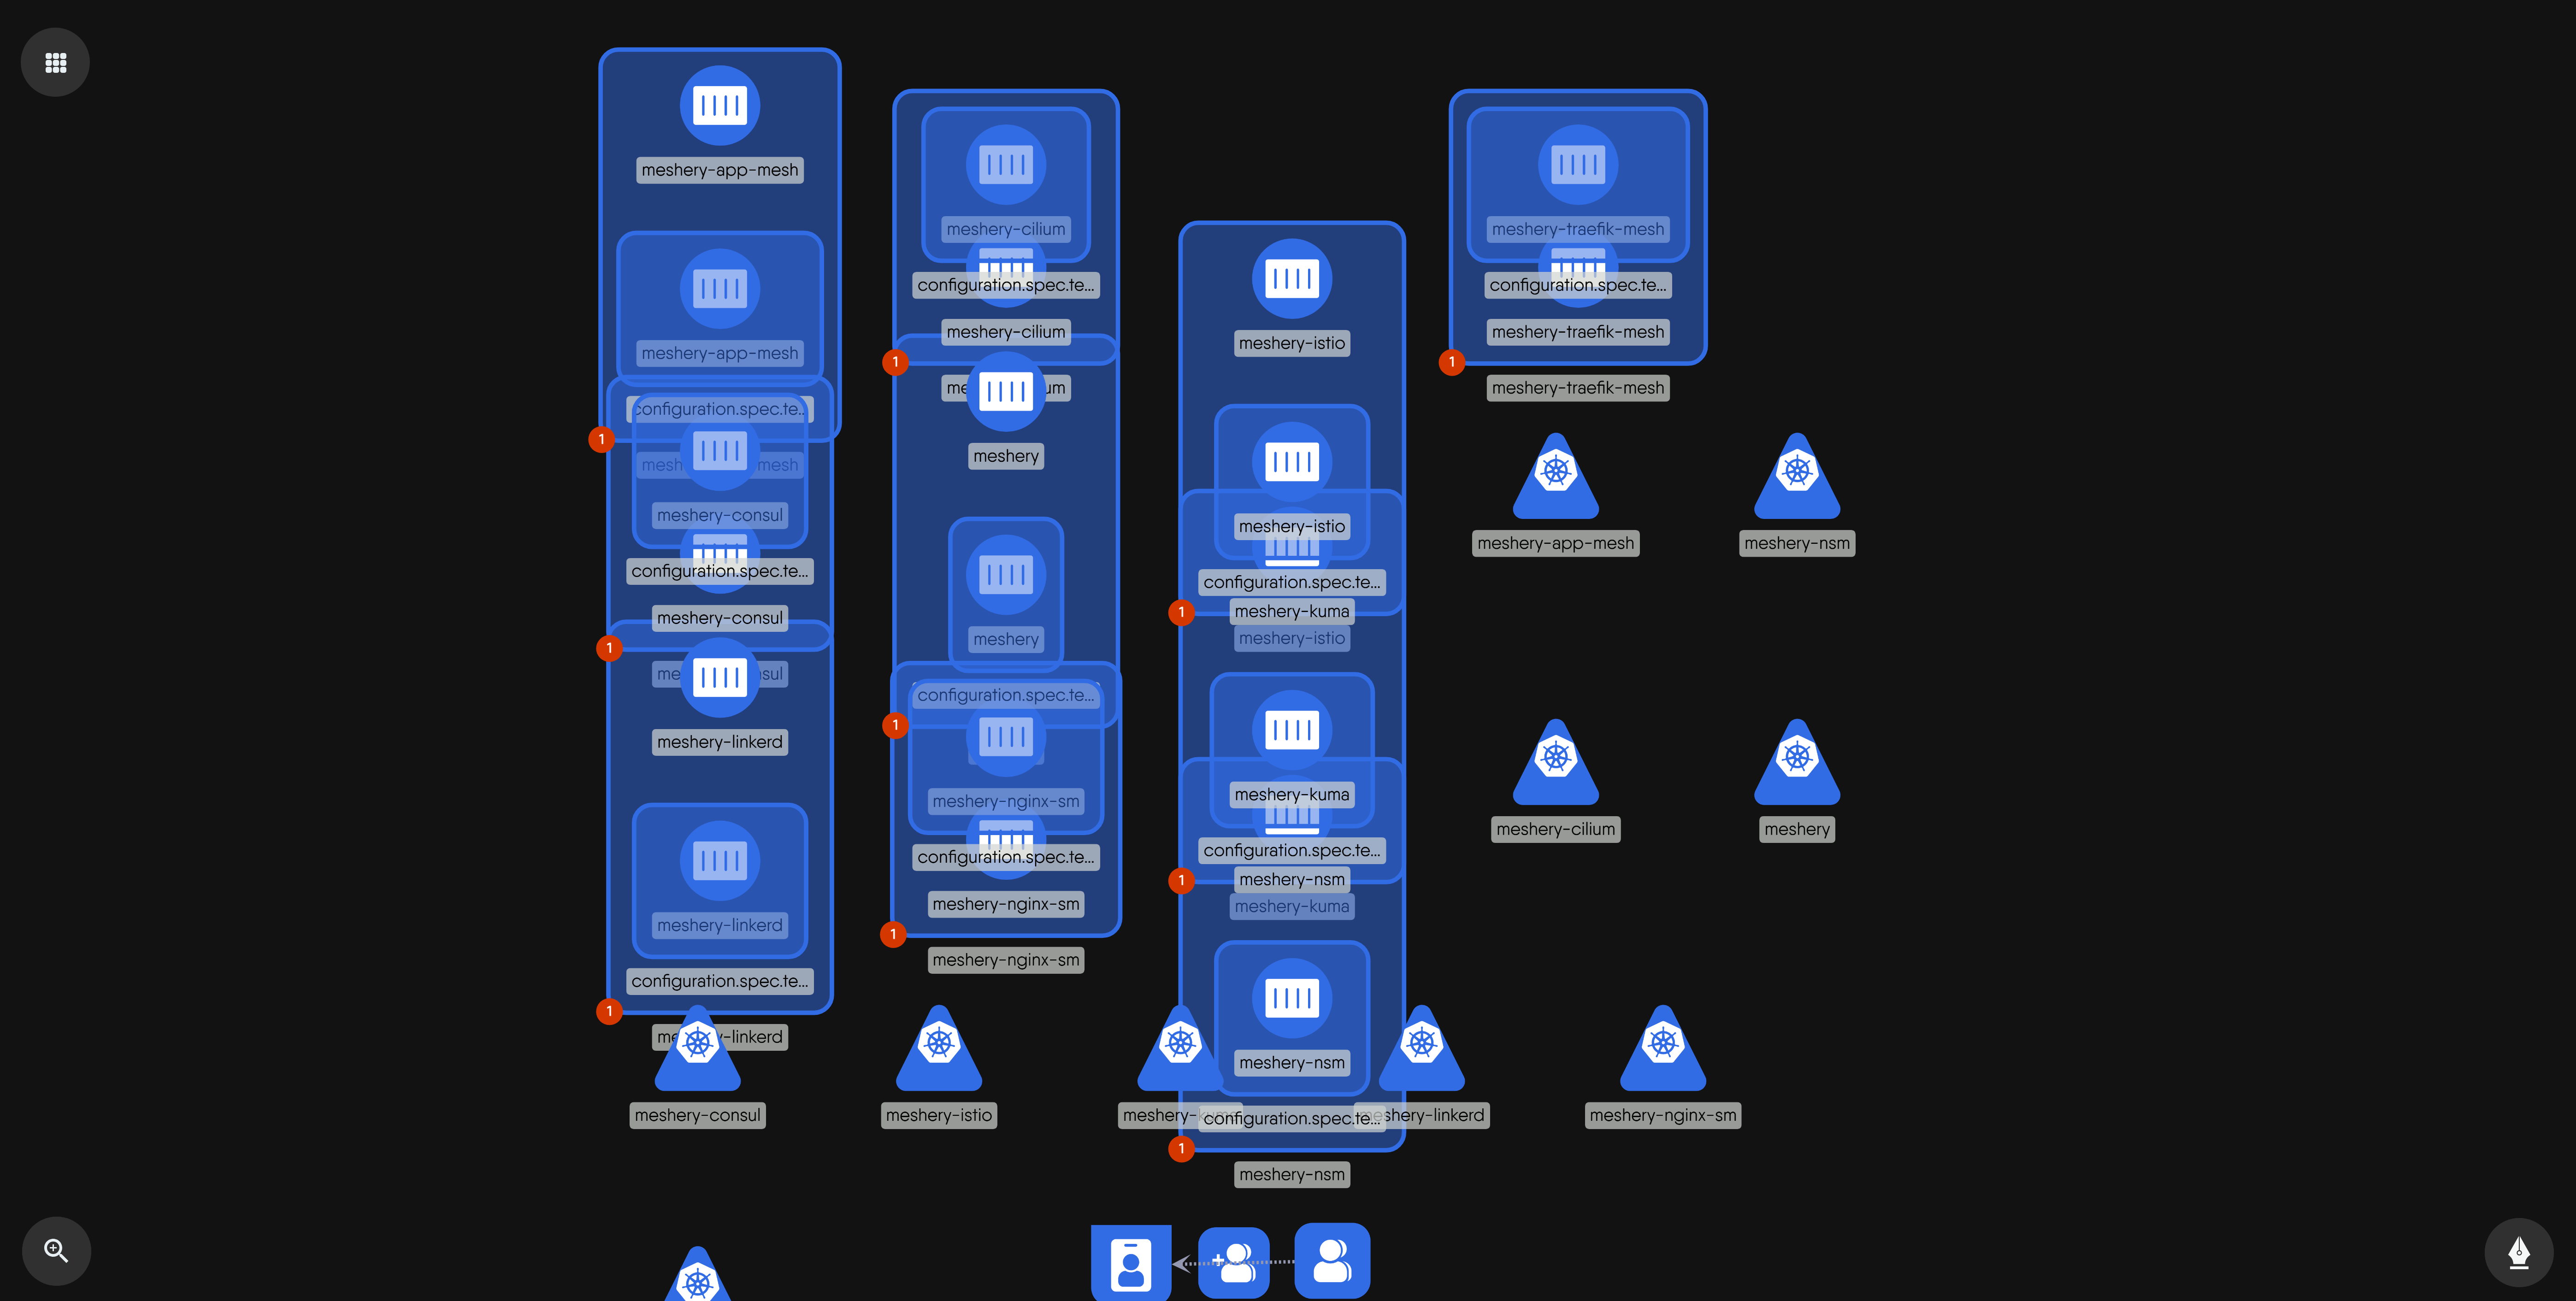 meshery-app-mesh
meshery-app-mesh
configuration.spec.te...
mesh mesh
1
meshery-consul
configuration.spec.te...
meshery-consul
1
me sul
meshery-linkerd
meshery-linkerd
configuration.spec.te...
1
me -linkerd
meshery-cilium
configuration.spec.te...
meshery-cilium
1
me um
meshery
meshery
configuration.spec.te...
1
meshery-nginx-sm
configuration.spec.te...
meshery-nginx-sm
1
meshery-nginx-sm
meshery-istio
meshery-istio
configuration.spec.te...
meshery-kuma
1
meshery-istio
meshery-kuma
configuration.spec.te...
meshery-nsm
1
meshery-kuma
meshery-nsm
configuration.spec.te...
1
meshery-nsm
meshery-traefik-mesh
configuration.spec.te...
meshery-traefik-mesh
1
meshery-traefik-mesh
meshery-app-mesh
meshery-nsm
meshery-cilium
meshery
meshery-consul
meshery-istio
meshery-kuma
meshery-linkerd
meshery-nginx-sm